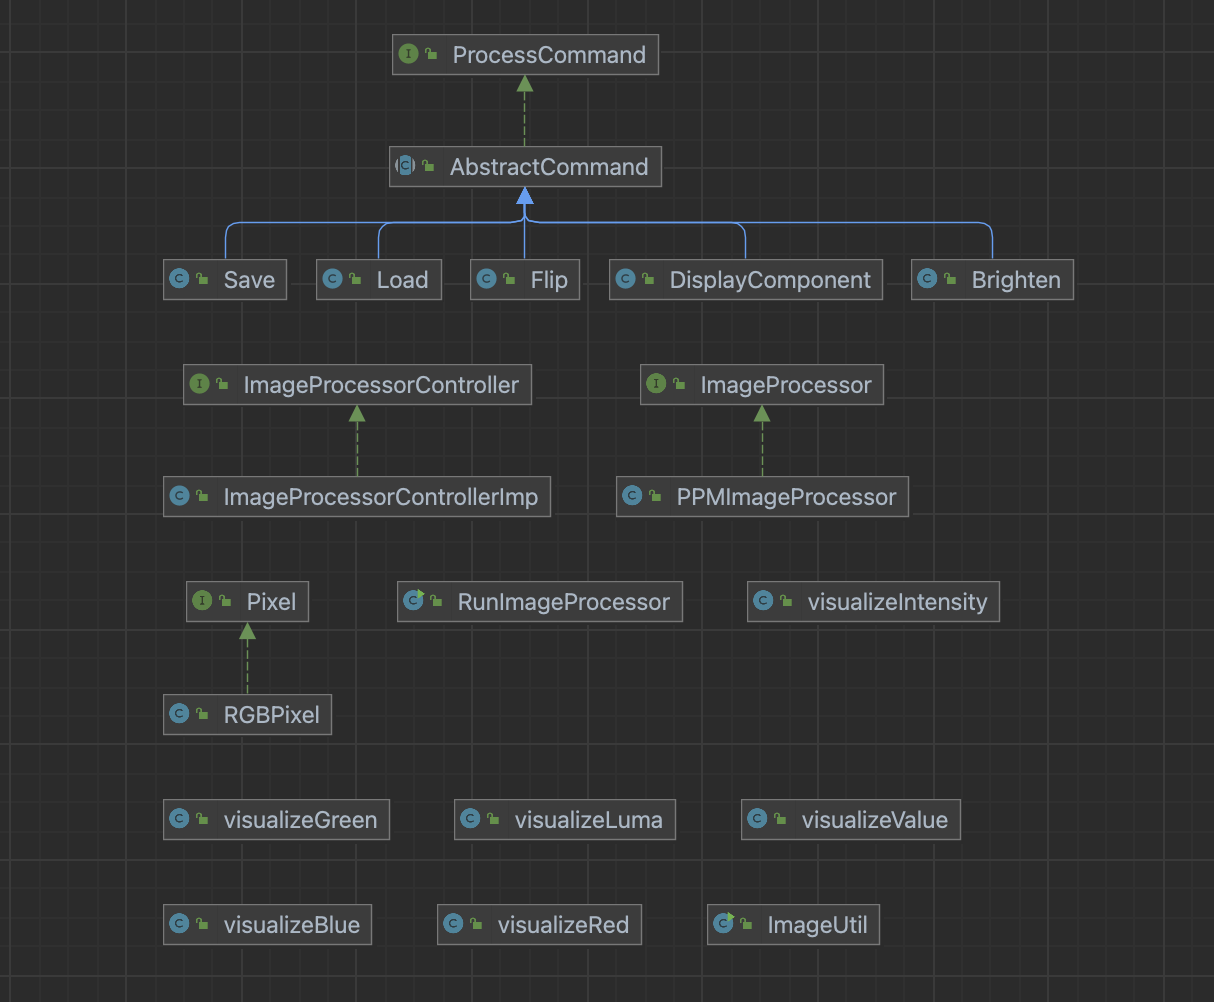 ProcessCommand
AbstractCommand
Save Load Flip DisplayComponent Brighten
ImageProcessorController ImageProcessor
ImageProcessorControllerImp PPMImageProcessor
Pixel RunImageProcessor visualizeIntensity
RGBPixel
visualizeGreen visualizeLuma visualizeValue
visualizeBlue visualizeRed ImageUtil